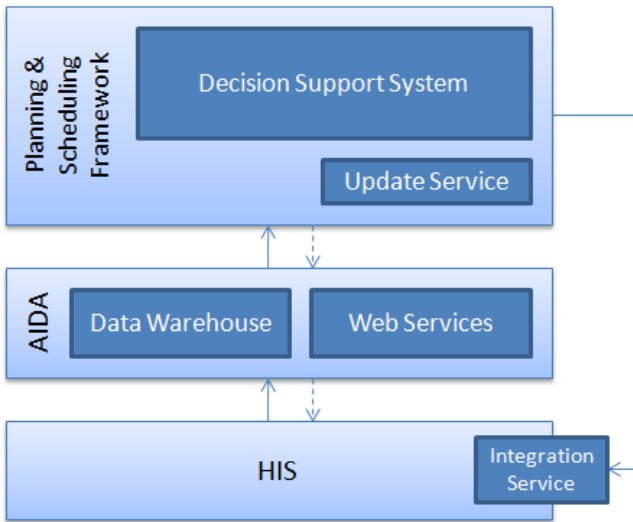 Planning &
Scheduling
Framework
Decision Support System
Update Service
AIDA
Data Warehouse
Web Services
HIS
Integration
Service